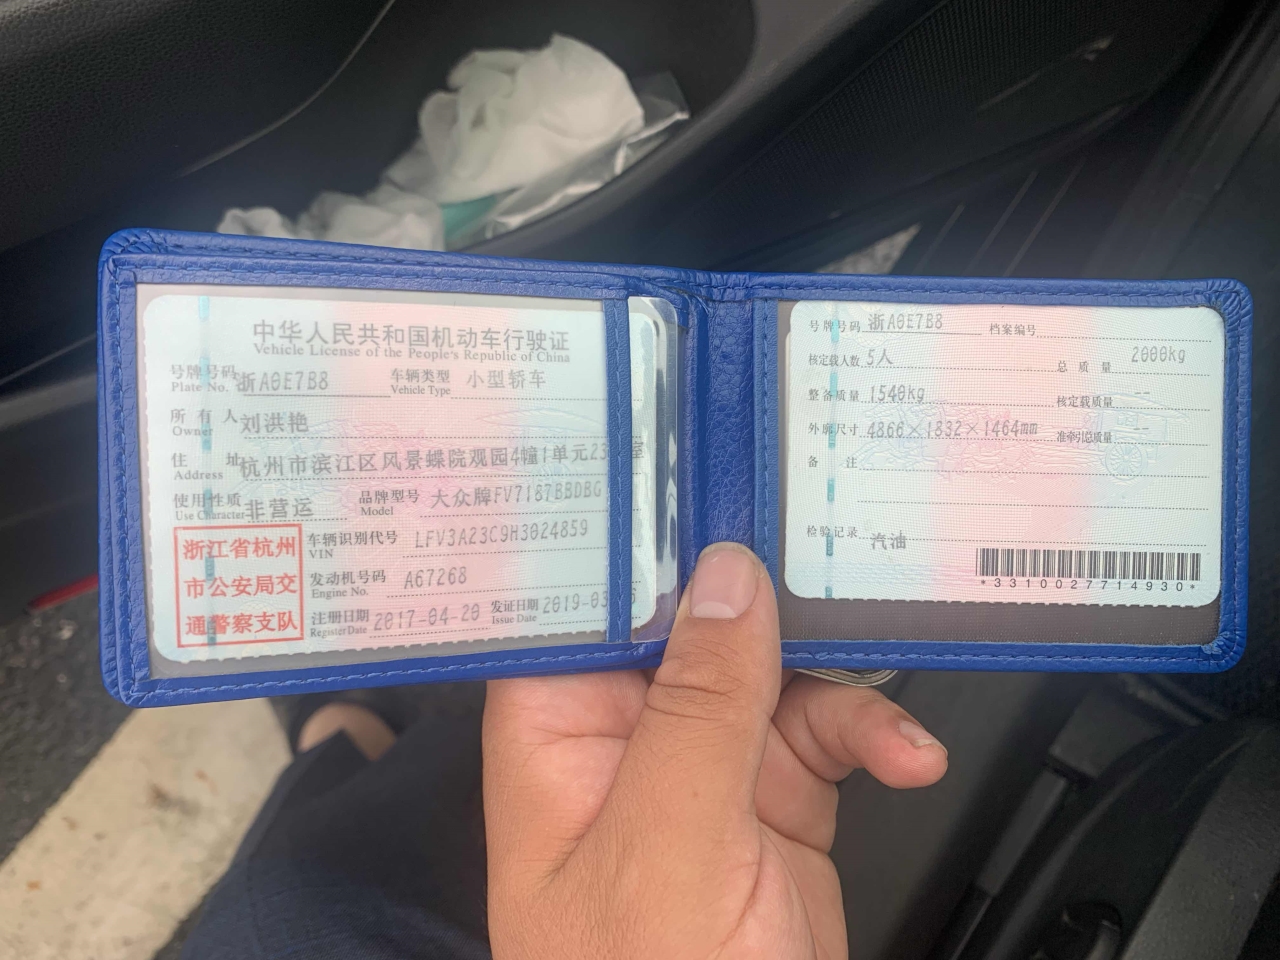 中华人民共和国机动车行驶证
Vehicle License of the People's Republic of China
号牌号码 浙A0E7B8 车辆类型 小型轿车
Plate No. Vehicle Type
所有人 刘洪艳
Owner
住址 杭州市滨江区风景蝶院观园4幢1单元23 室
Address
使用性质 非营运 品牌型号 大众牌FV7187BBDBG
Use Character Model
浙江省杭州
市公安局交
通警察支队
车辆识别代号 LFV3A23C9H3024859
VIN
发动机号码 A67268
Engine No.
注册日期 2017-04-20 发证日期 2019-03
Register Date Issue Date
号牌号码 浙A0E7B8 档案编号
核定载人数 5人 总质量 2000kg
整备质量 1540kg 核定载质量 --
外廓尺寸 4866×1832×1464mm 准牵引总质量 --
备注
检验记录 汽油
*3310027714930*